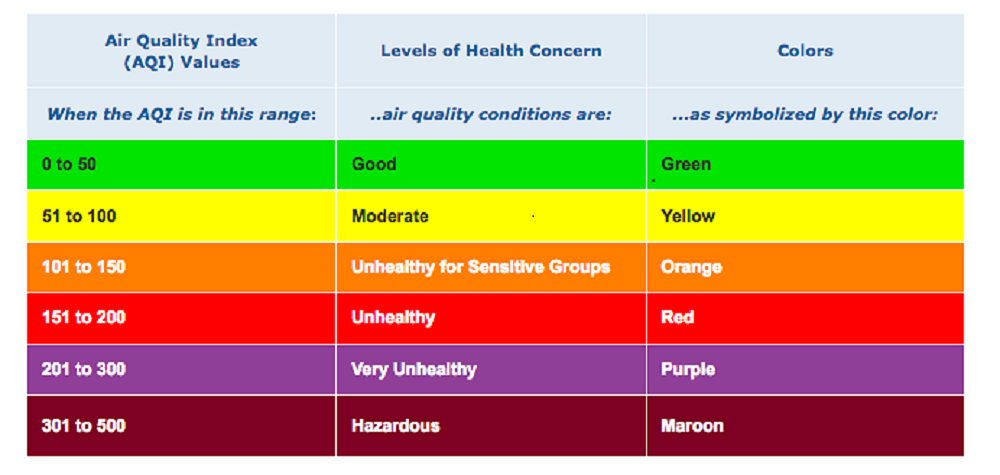 Air Quality Index
(AQI) Values
Levels of Health Concern
Colors
When the AQI is in this range:
..air quality conditions are:
...as symbolized by this color:
0 to 50
Good
Green
51 to 100
Moderate
Yellow
101 to 150
Unhealthy for Sensitive Groups
Orange
151 to 200
Unhealthy
Red
201 to 300
Very Unhealthy
Purple
301 to 500
Hazardous
Maroon